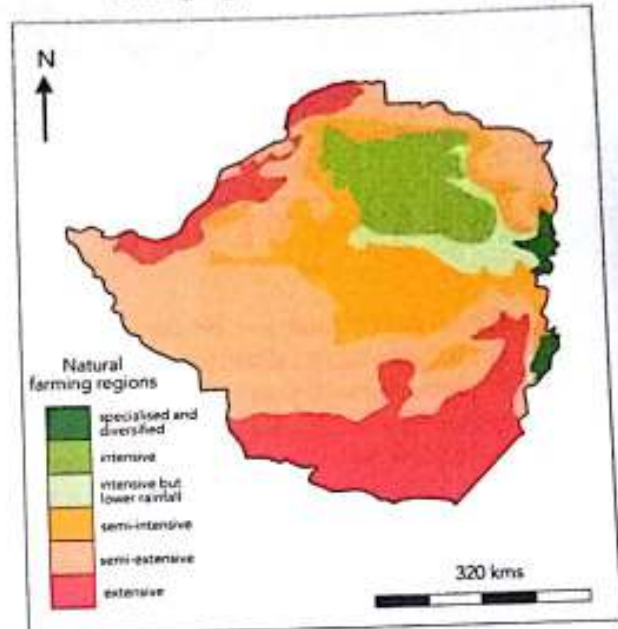 N
Natural
farming regions
specialised and
diversified
intensive
intensive but
lower rainfall
semi-intensive
semi-extensive
extensive
320 kms